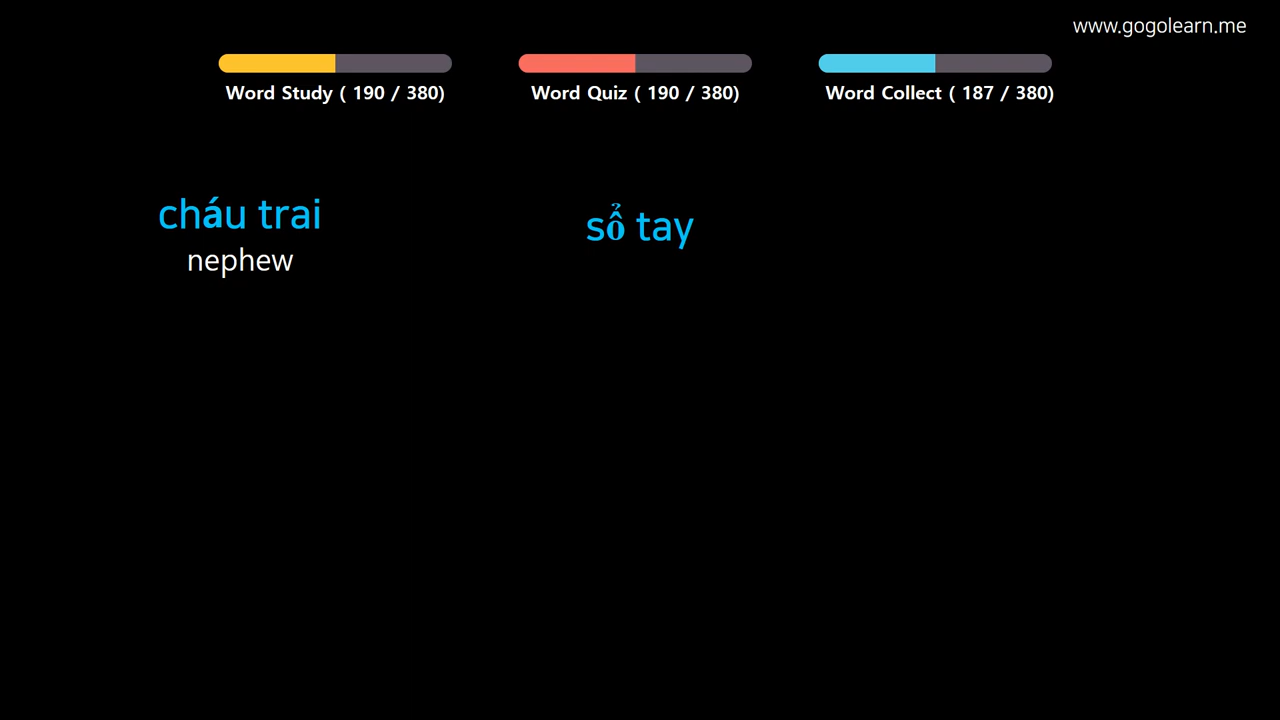 www.gogolearn.me
Word Study ( 190 / 380)
Word Quiz ( 190 / 380)
Word Collect ( 187 / 380)
cháu trai
nephew
sổ tay